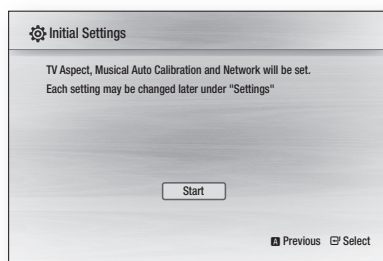 Initial Settings
TV Aspect, Musical Auto Calibration and Network will be set.
Each setting may be changed later under "Settings"
Start
A Previous Select